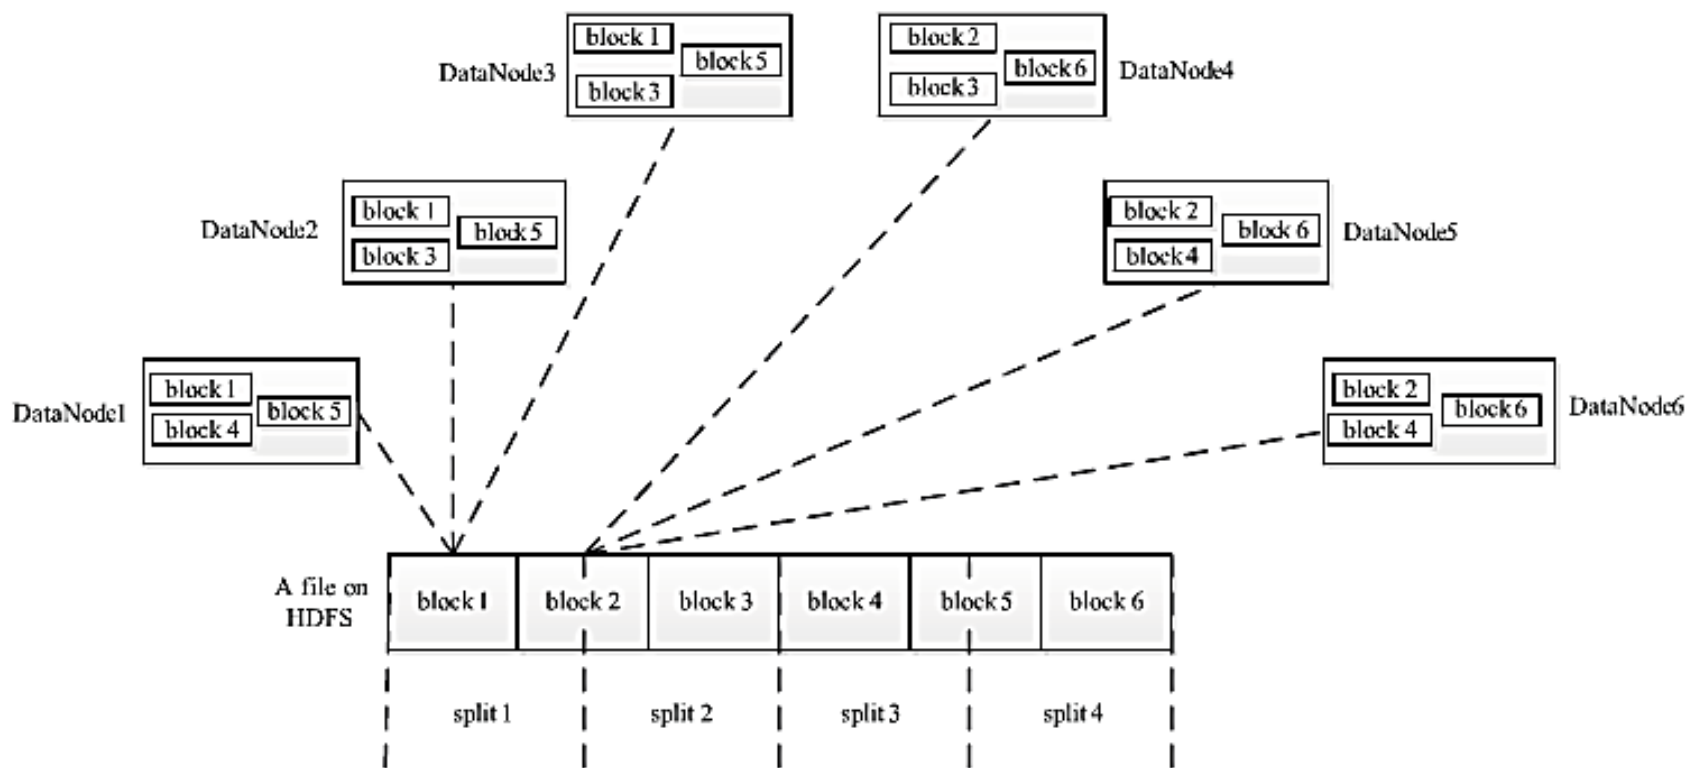 block 1
block 5
block 3
DataNode3
block 2
block 6
block 3
DataNode4
block 1
block 5
block 3
DataNode2
block 2
block 6
block 4
DataNode5
block 1
block 5
block 4
DataNode1
block 2
block 6
block 4
DataNode6
A file on
HDFS
block 1
block 2
block 3
block 4
block 5
block 6
split 1
split 2
split 3
split 4